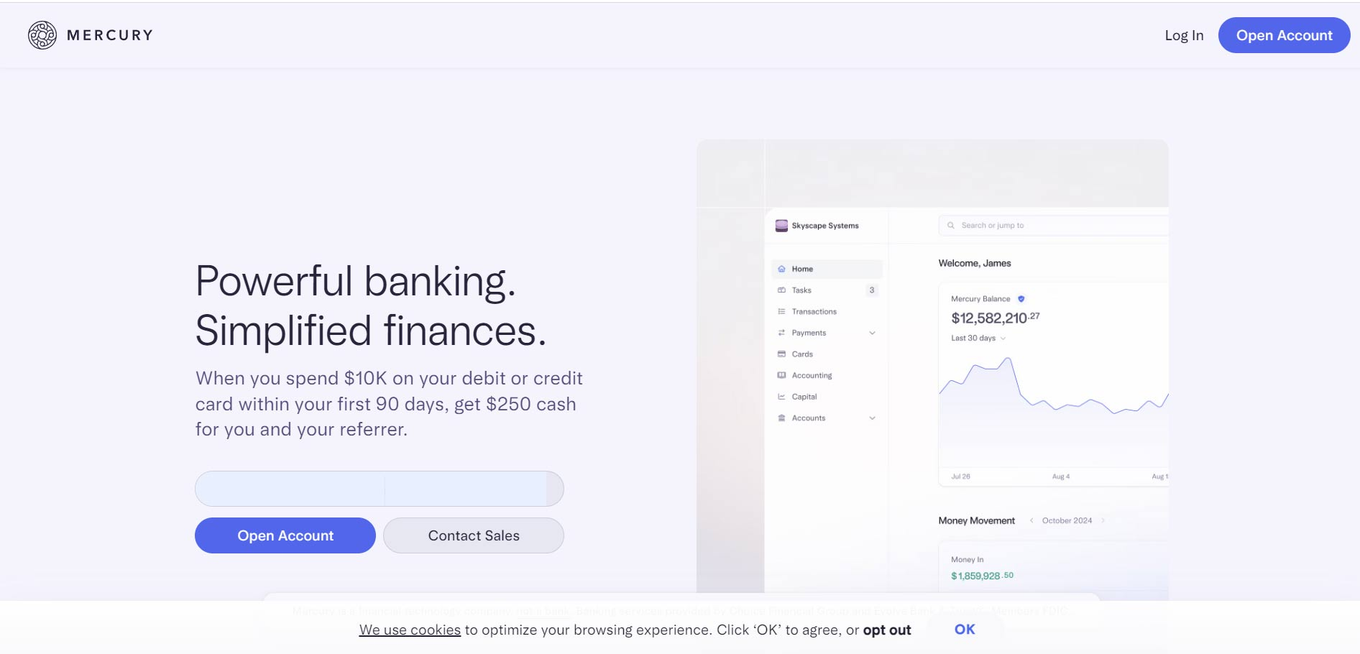 MERCURY
Log In
Open Account
Powerful banking.
Simplified finances.
When you spend $10K on your debit or credit
card within your first 90 days, get $250 cash
for you and your referrer.
Open Account
Contact Sales
Skyscape Systems
Search or jump to
Home
Tasks
3
Transactions
Payments
Cards
Accounting
Capital
Accounts
Welcome, James
Mercury Balance
$12,582,210.27
Last 30 days
Jul 26
Aug 4
Aug 1
Money Movement
October 2024
Money In
$1,859,928.50
We use cookies to optimize your browsing experience. Click ‘OK’ to agree, or opt out
OK